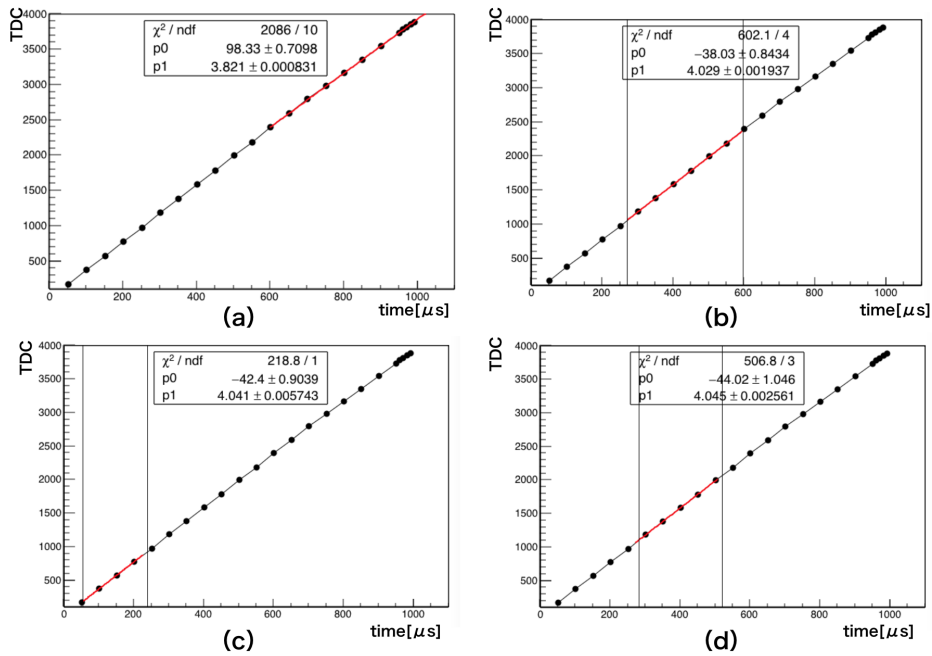 TDC
4000
3500
3000
2500
2000
1500
1000
500
χ² / ndf 2086 / 10
p0 98.33 ± 0.7098
p1 3.821 ± 0.000831
0 200 400 600 800 1000
time[μs]
(a)
TDC
4000
3500
3000
2500
2000
1500
1000
500
χ² / ndf 602.1 / 4
p0 −38.03 ± 0.8434
p1 4.029 ± 0.001937
0 200 400 600 800 1000
time[μs]
(b)
TDC
4000
3500
3000
2500
2000
1500
1000
500
χ² / ndf 218.8 / 1
p0 −42.4 ± 0.9039
p1 4.041 ± 0.005743
0 200 400 600 800 1000
time[μs]
(c)
TDC
4000
3500
3000
2500
2000
1500
1000
500
χ² / ndf 506.8 / 3
p0 −44.02 ± 1.046
p1 4.045 ± 0.002561
0 200 400 600 800 1000
time[μs]
(d)